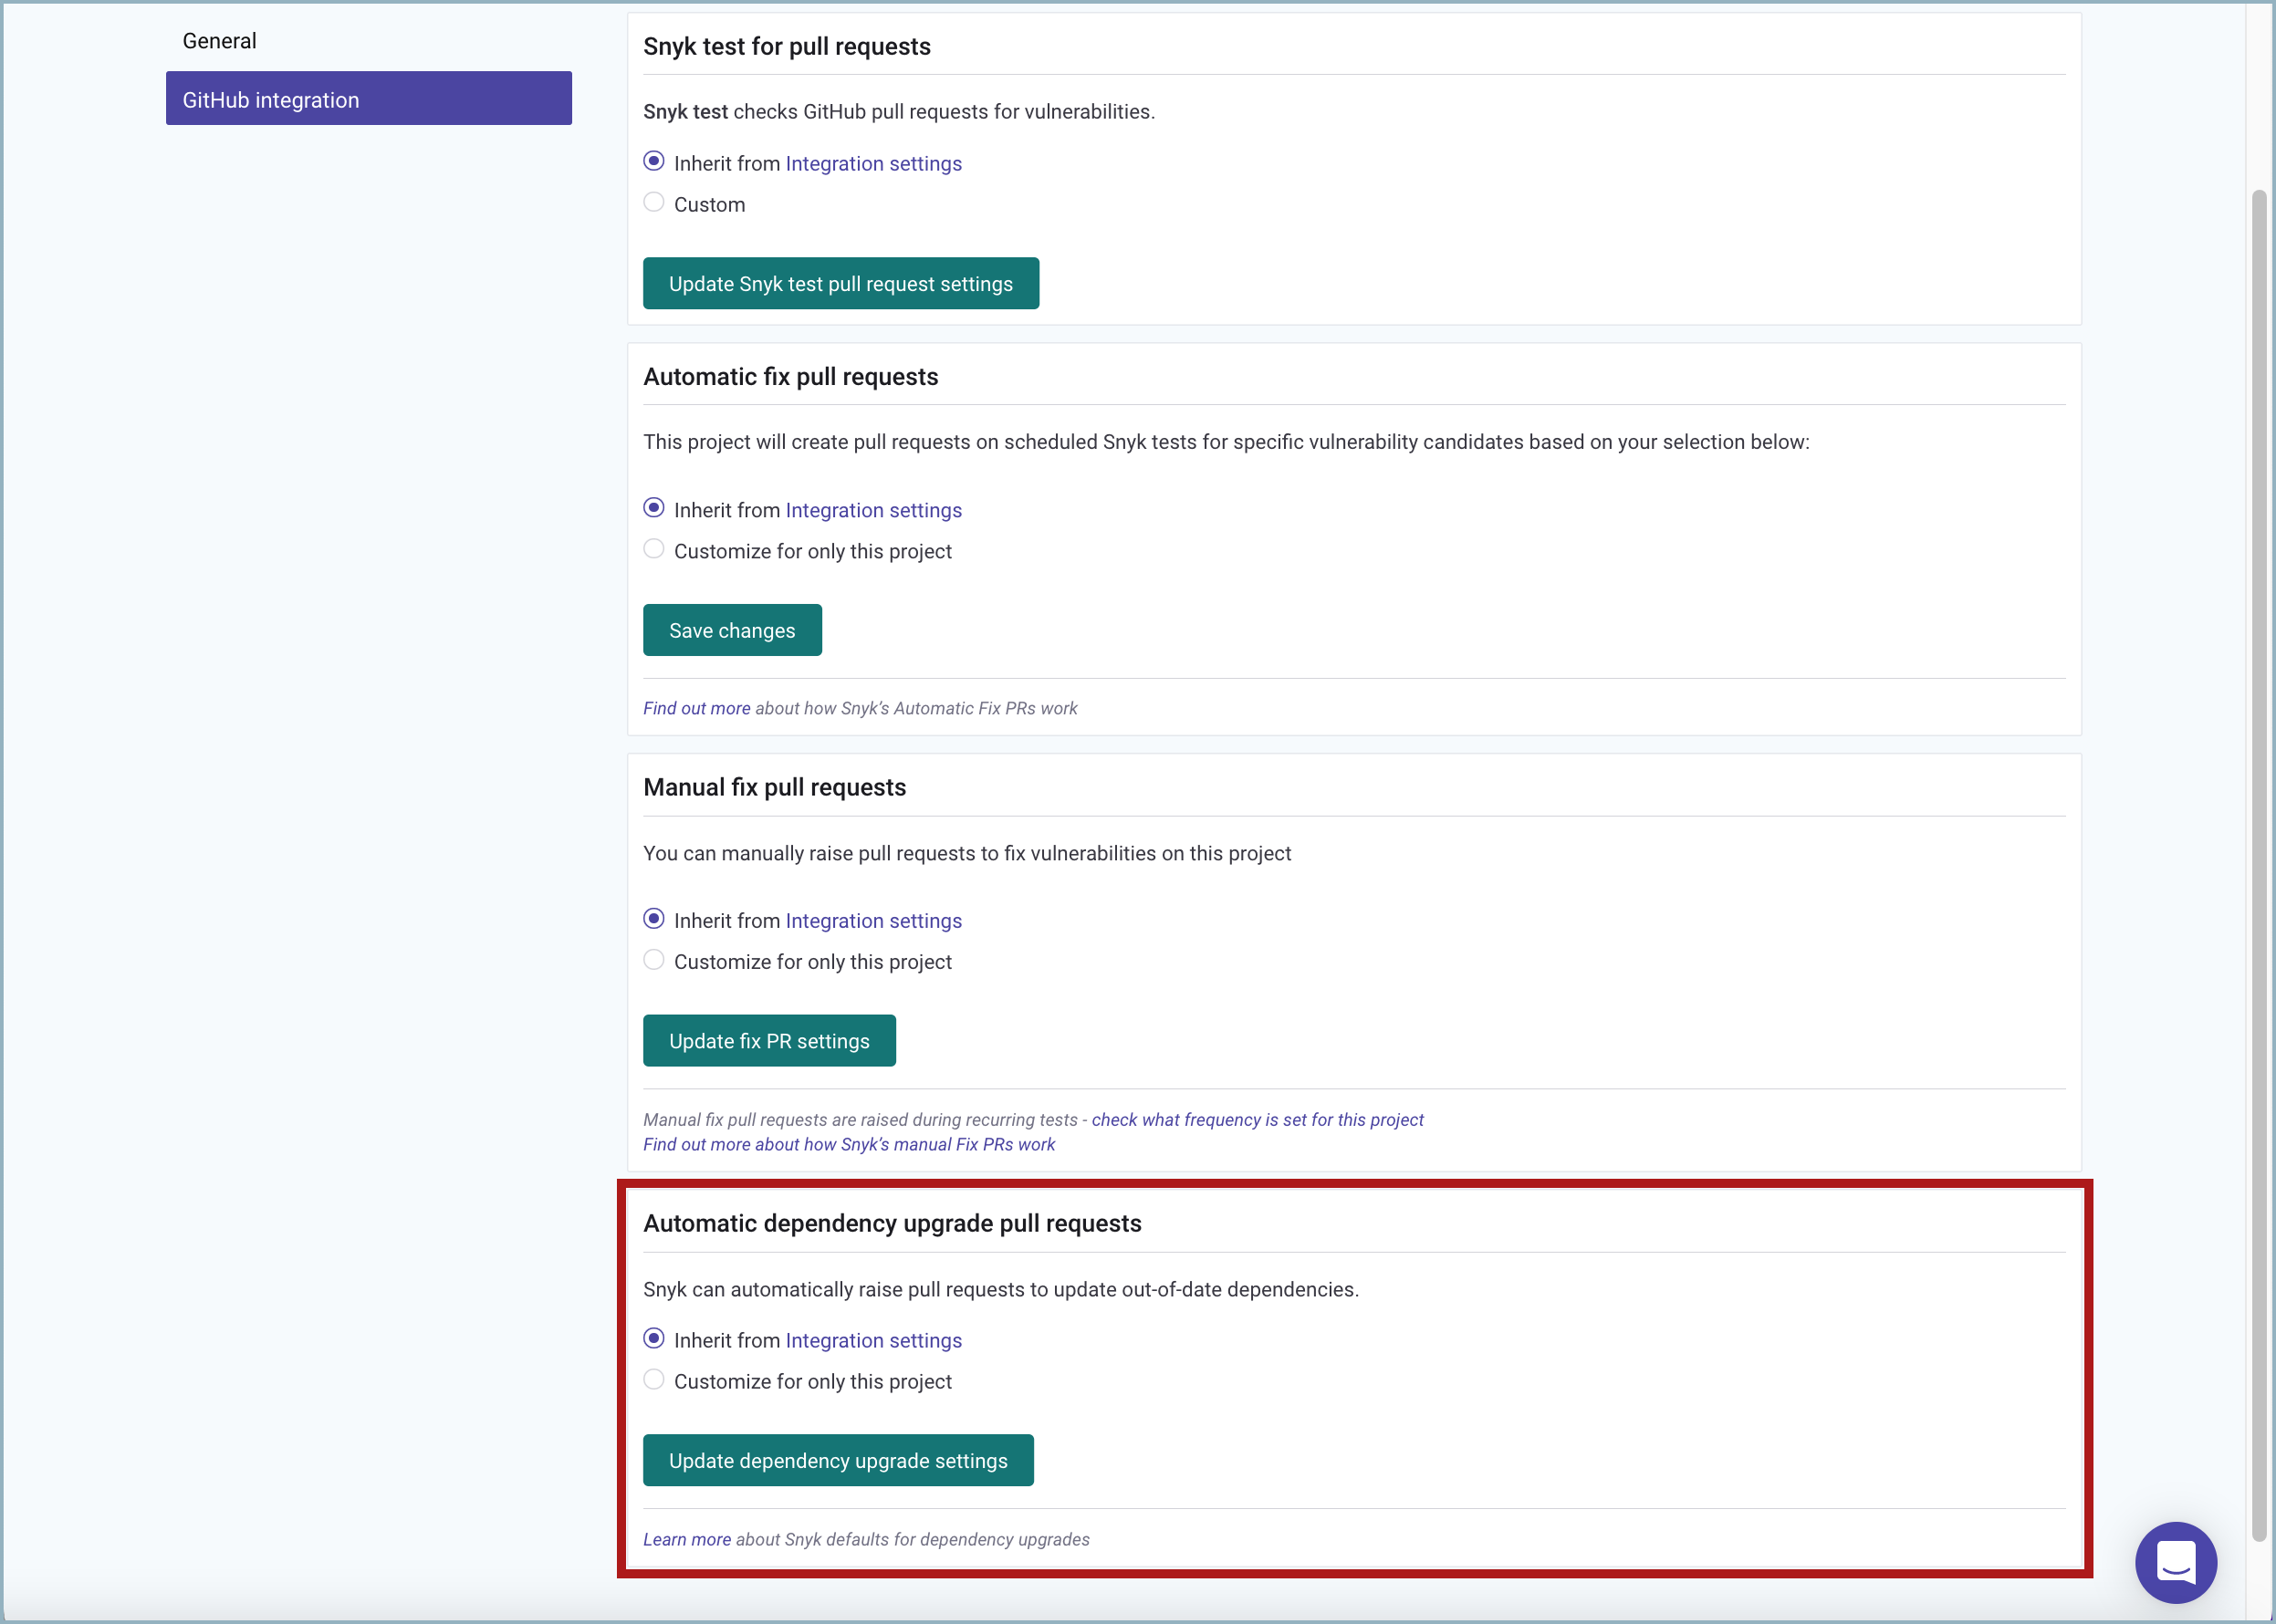 General
GitHub integration
Snyk test for pull requests
Snyk test checks GitHub pull requests for vulnerabilities.
Inherit from Integration settings
Custom
Update Snyk test pull request settings
Automatic fix pull requests
This project will create pull requests on scheduled Snyk tests for specific vulnerability candidates based on your selection below:
Inherit from Integration settings
Customize for only this project
Save changes
Find out more about how Snyk’s Automatic Fix PRs work
Manual fix pull requests
You can manually raise pull requests to fix vulnerabilities on this project
Inherit from Integration settings
Customize for only this project
Update fix PR settings
Manual fix pull requests are raised during recurring tests - check what frequency is set for this project
Find out more about how Snyk’s manual Fix PRs work
Automatic dependency upgrade pull requests
Snyk can automatically raise pull requests to update out-of-date dependencies.
Inherit from Integration settings
Customize for only this project
Update dependency upgrade settings
Learn more about Snyk defaults for dependency upgrades